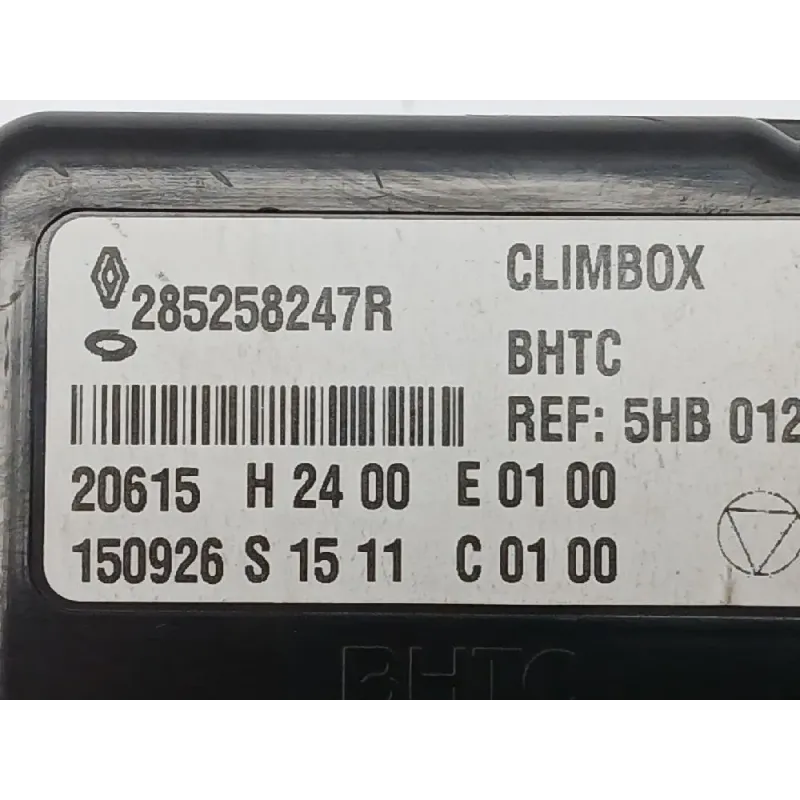 285258247R
CLIMBOX
BHTC
REF: 5HB 012
20615 H 24 00 E 01 00
150926 S 15 11 C 01 00
BHTC